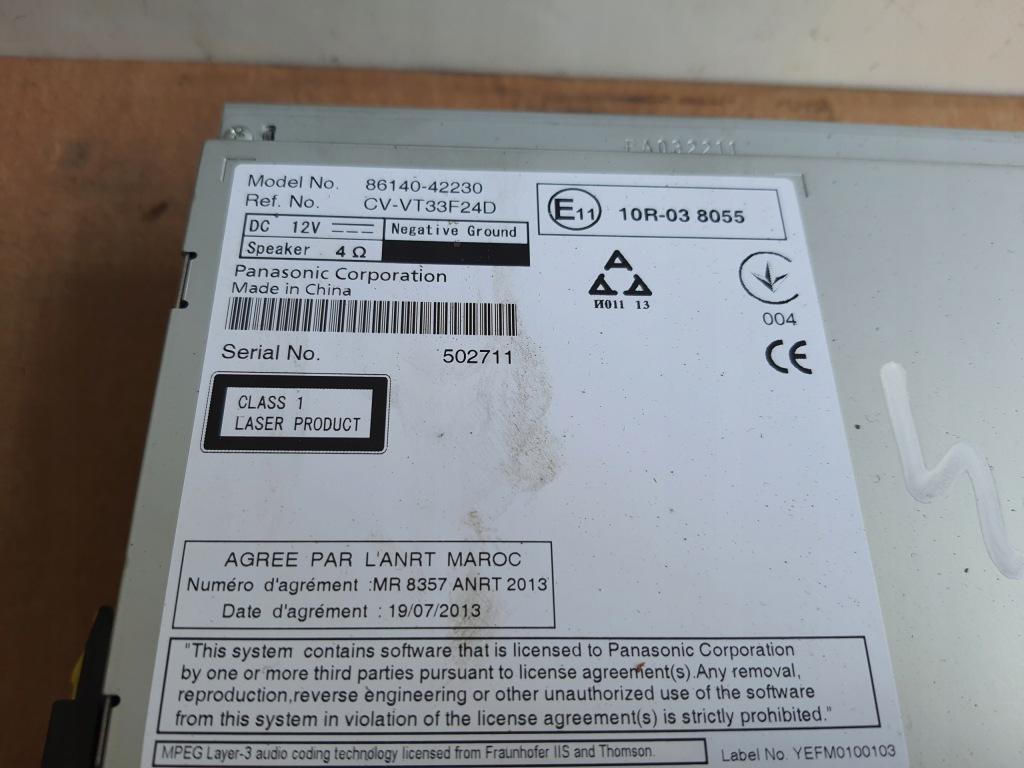 EA032211
Model No. 86140-42230
Ref. No. CV-VT33F24D
DC 12V Negative Ground
Speaker 4 Ω
Panasonic Corporation
Made in China
Serial No. 502711
CLASS 1
LASER PRODUCT
E11 10R-03 8055
И011 13
004
CE
AGREE PAR L'ANRT MAROC
Numéro d'agrément :MR 8357 ANRT 2013
Date d'agrément : 19/07/2013
"This system contains software that is licensed to Panasonic Corporation
by one or more third parties pursuant to license agreement(s).Any removal,
reproduction,reverse engineering or other unauthorized use of the software
from this system in violation of the license agreement(s) is strictly prohibited."
MPEG Layer-3 audio coding technology licensed from Fraunhofer IIS and Thomson.
Label No. YEFM0100103